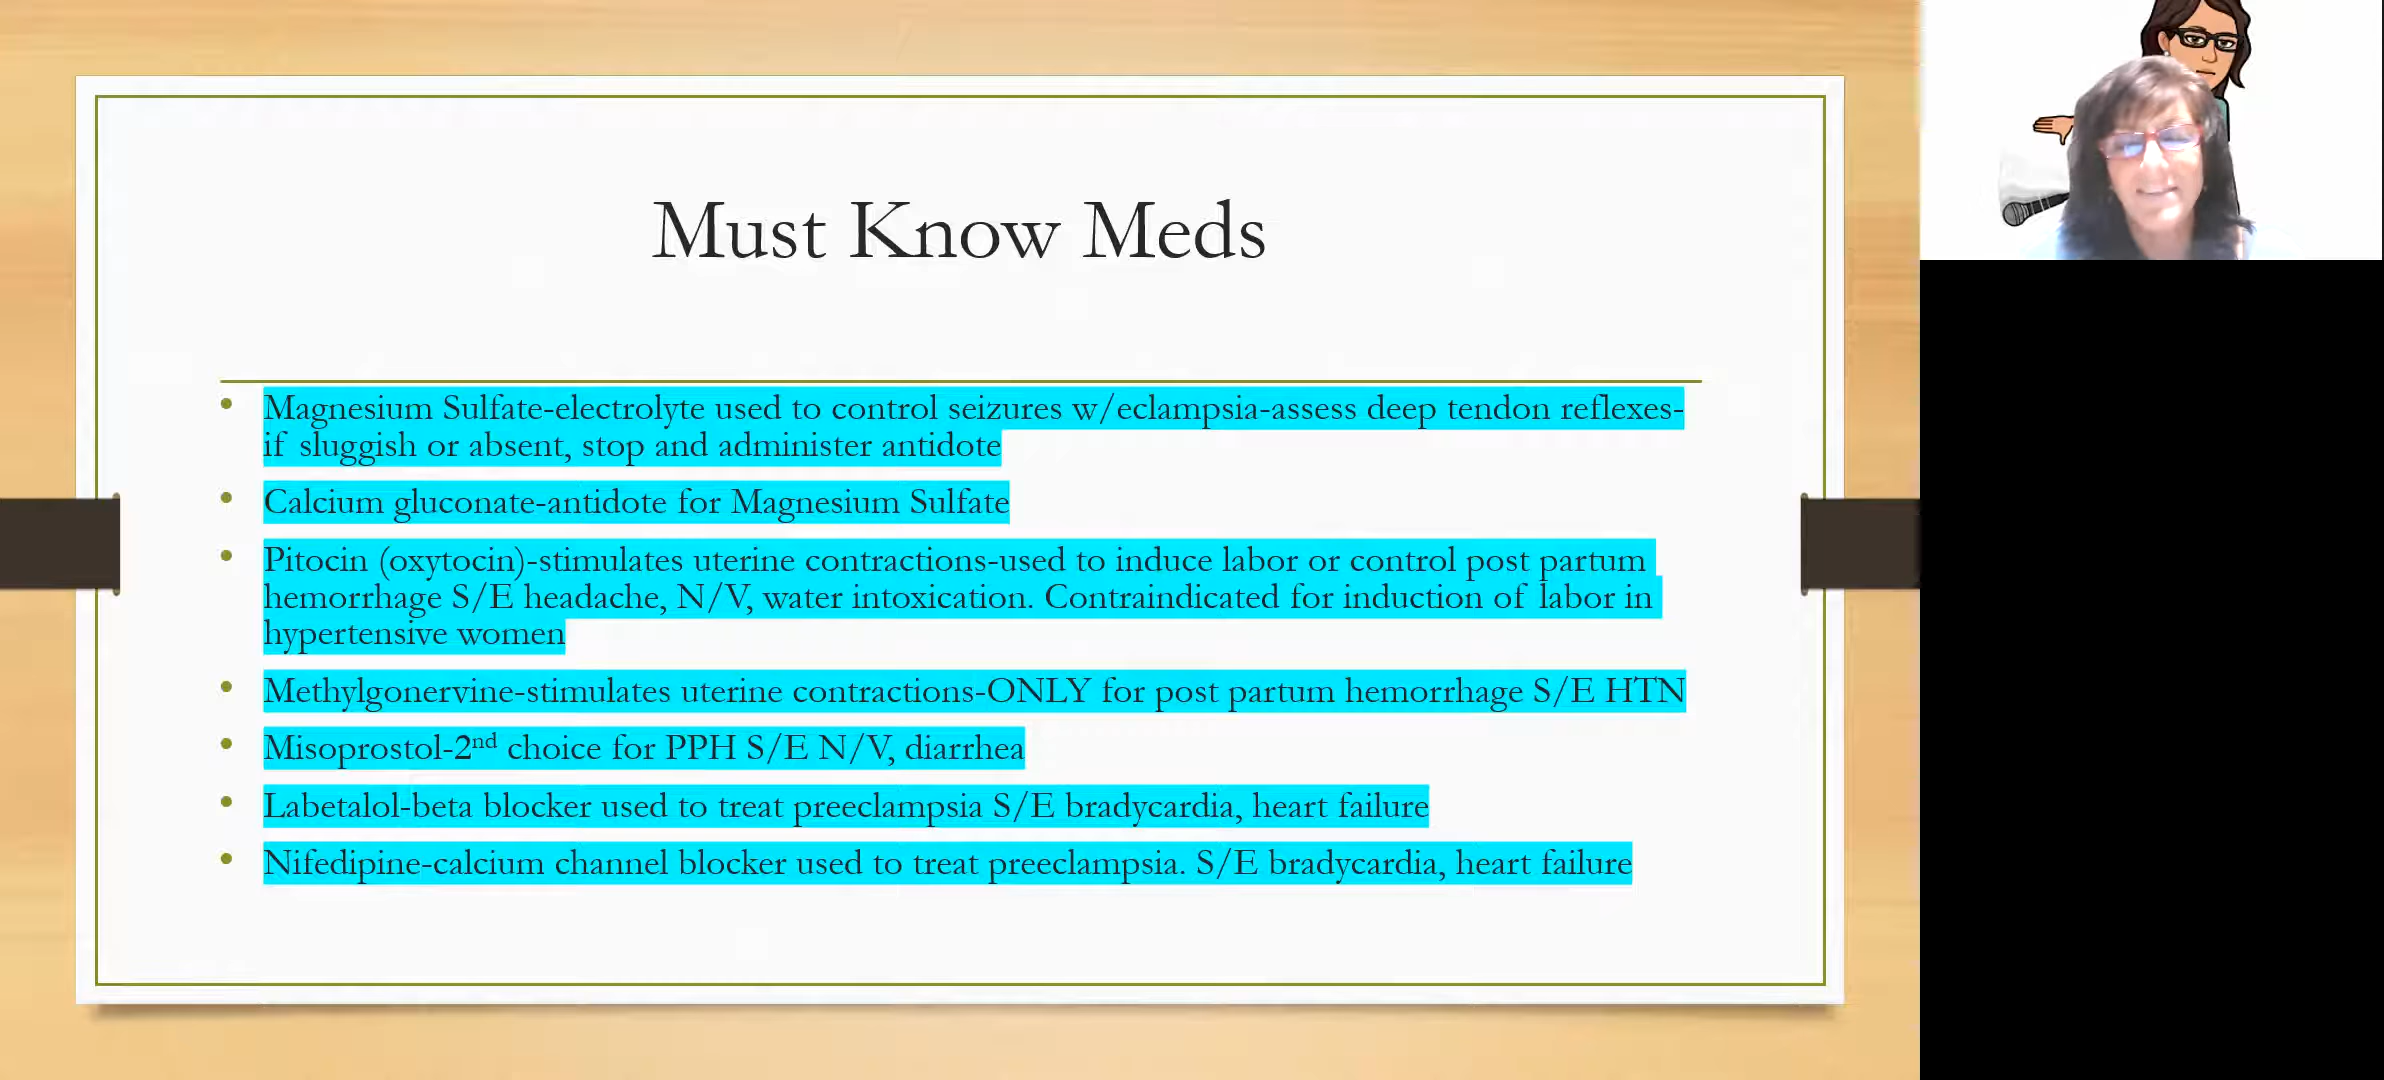 Must Know Meds
• Magnesium Sulfate-electrolyte used to control seizures w/eclampsia-assess deep tendon reflexes-
if sluggish or absent, stop and administer antidote
• Calcium gluconate-antidote for Magnesium Sulfate
• Pitocin (oxytocin)-stimulates uterine contractions-used to induce labor or control post partum
hemorrhage S/E headache, N/V, water intoxication. Contraindicated for induction of labor in
hypertensive women
• Methylgonervine-stimulates uterine contractions-ONLY for post partum hemorrhage S/E HTN
• Misoprostol-2nd choice for PPH S/E N/V, diarrhea
• Labetalol-beta blocker used to treat preeclampsia S/E bradycardia, heart failure
• Nifedipine-calcium channel blocker used to treat preeclampsia. S/E bradycardia, heart failure